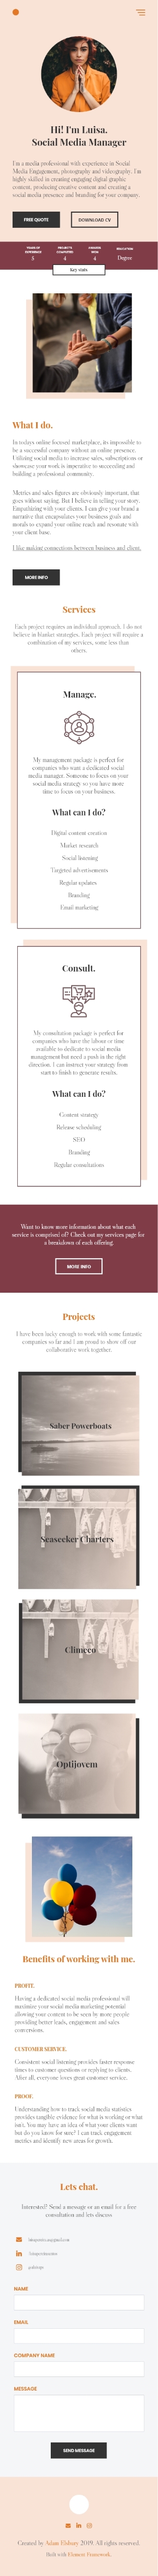 Hi! I'm Luisa.
Social Media Manager
I'm a media professional with experience in Social
Media Engagement, photography and videography. I'm
highly skilled in creating engaging digital graphic
content, producing creative content and creating a
social media presence and branding for your company.
FREE QUOTE
DOWNLOAD CV
YEARS OF
EXPERIENCE
PROJECTS
COMPLETED
EDUCATION
4
4
Degree
Key stats
What I do.
In todays online focused marketplace, its impossible to
be a successful company without an online presence.
Utilizing social media to increase sales, subscriptions or
showcase your work is imperative to succeeding and
building a professional community.
Metrics and sales figures are obviously important, that
goes without saying. But I believe in telling your story.
Empathizing with your clients. I can give your brand a
narrative that encompasses your business goals and
morals to expand your online reach and resonate with
your client base.
I like making connections between business and client.
MORE INFO
Services
Each project requires an individual approach. I do not
believe in blanket strategies. Each project will require a
combination of my services, some less than
others.
Manage.
My management package is perfect for
companies who want a dedicated social
media manager. Someone to focus on your
social media strategy so you have more
time to focus on your business.
What can I do?
Digital content creation
Market research
Social listening
Targeted advertisements
Regular updates
Branding
Email marketing
Consult.
My consultation package is perfect for
companies who have the labour or time
available to dedicate to social media
management but need a push in the right
direction. I can instruct your strategy from
start to finish to generate results.
What can I do?
Content strategy
Release scheduling
SEO
Branding
Regular consultations
Want to know more information about what each
service is comprised of? Check out my services page for
a breakdown of each offering.
MORE INFO
Projects
I have been lucky enough to work with some fantastic
companies so far and I am proud to show off our
collaborative work together.
Saber Powerboats
Seaseeker Charters
Climeco
Optijovem
Benefits of working with me.
PROFIT.
Having a dedicated social media professional will
maximize your social media marketing potential
allowing your content to be seen by more people
providing better leads, engagement and sales
conversions.
CUSTOMER SERVICE.
Consistent social listening provides faster response
times to customer questions or replying to clients.
After all, everyone loves great customer service.
PROOF.
Understanding how to track social media statistics
provides tangible evidence for what is working or what
isn't. You may have an idea of what your clients want
but do you know for sure? I can track engagement
metrics and identify new areas for growth.
Lets chat.
Interested? Send a message or an email for a free
consultation and lets discuss
NAME
EMAIL
COMPANY NAME
MESSAGE
SEND MESSAGE
Created by Adam Elsbury 2019. All rights reserved.
Built with Element Framework.